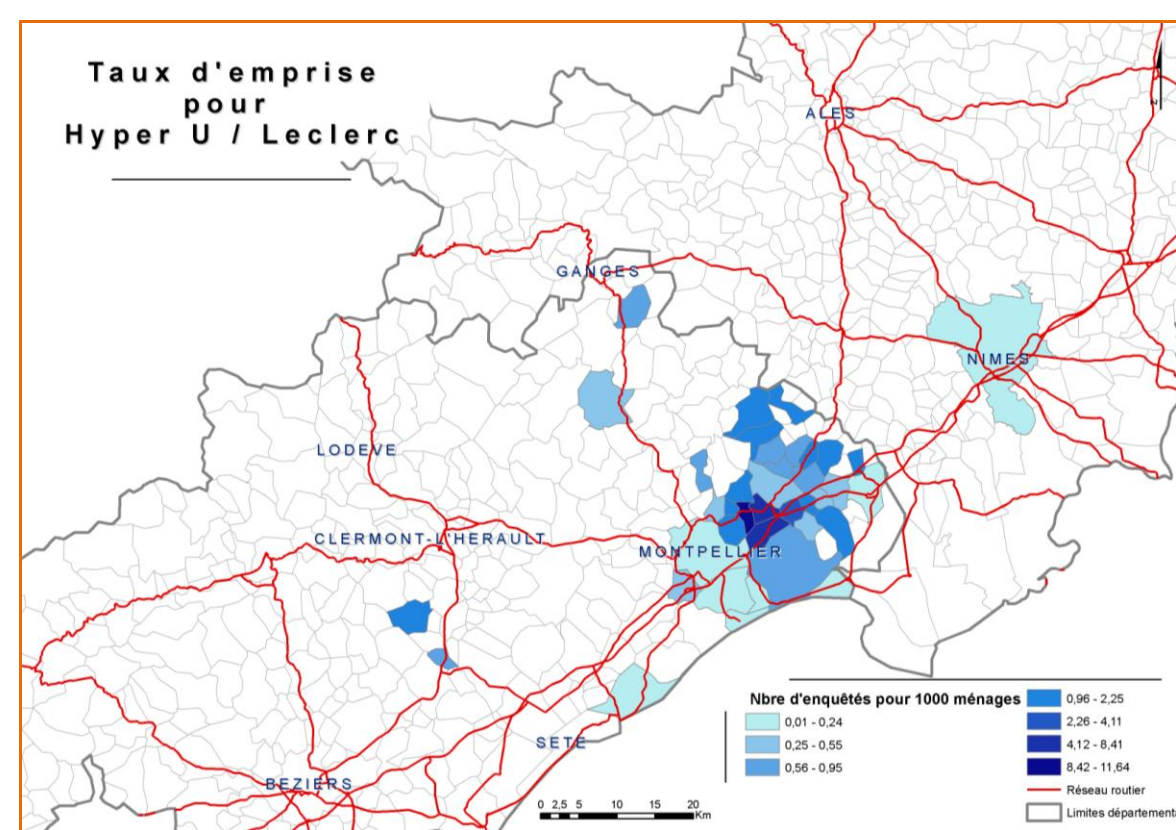 Taux d'emprise
pour
Hyper U / Leclerc
N
ALES
GANGES
NIMES
LODEVE
CLERMONT-L'HERAULT
MONTPELLIER
SETE
BEZIERS
Nbre d'enquêtés pour 1000 ménages
0,01 - 0,24
0,25 - 0,55
0,56 - 0,95
0,96 - 2,25
2,26 - 4,11
4,12 - 8,41
8,42 - 11,64
Réseau routier
Limites département
0 2,5 5 10 15 20
Km